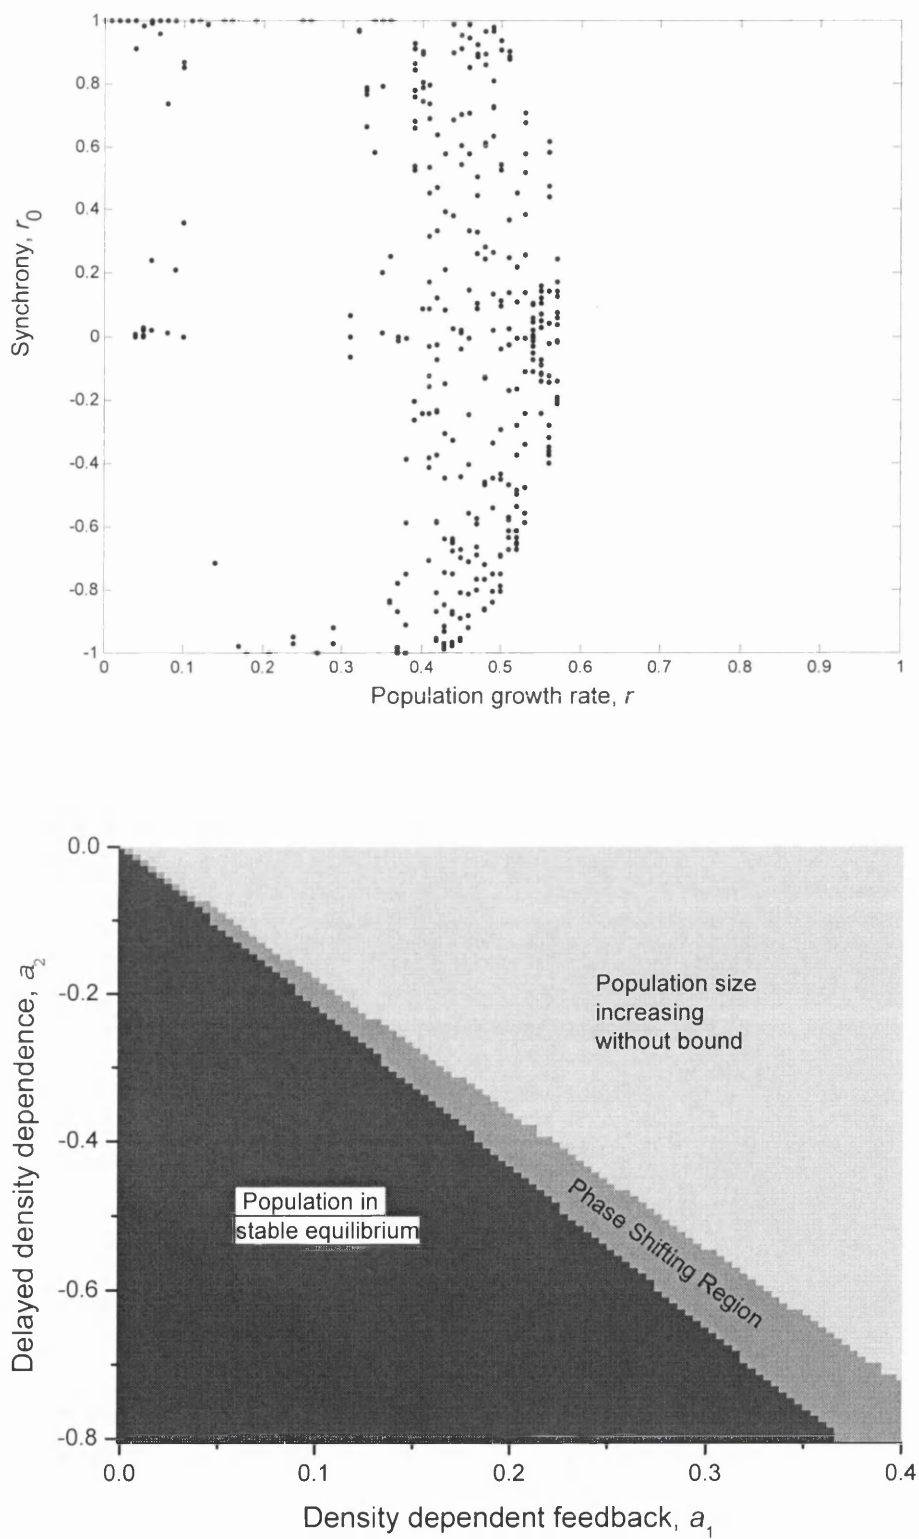 1
0.8
0.6
0.4
0.2
0
-0.2
-0.4
-0.6
-0.8
-1
Synchrony, r0
0 0.1 0.2 0.3 0.4 0.5 0.6 0.7 0.8 0.9 1
Population growth rate, r
0.0
-0.2
-0.4
-0.6
-0.8
Delayed density dependence, a2
Population size
increasing
without bound
Phase Shifting Region
Population in
stable equilibrium
0.0 0.1 0.2 0.3 0.4
Density dependent feedback, a1